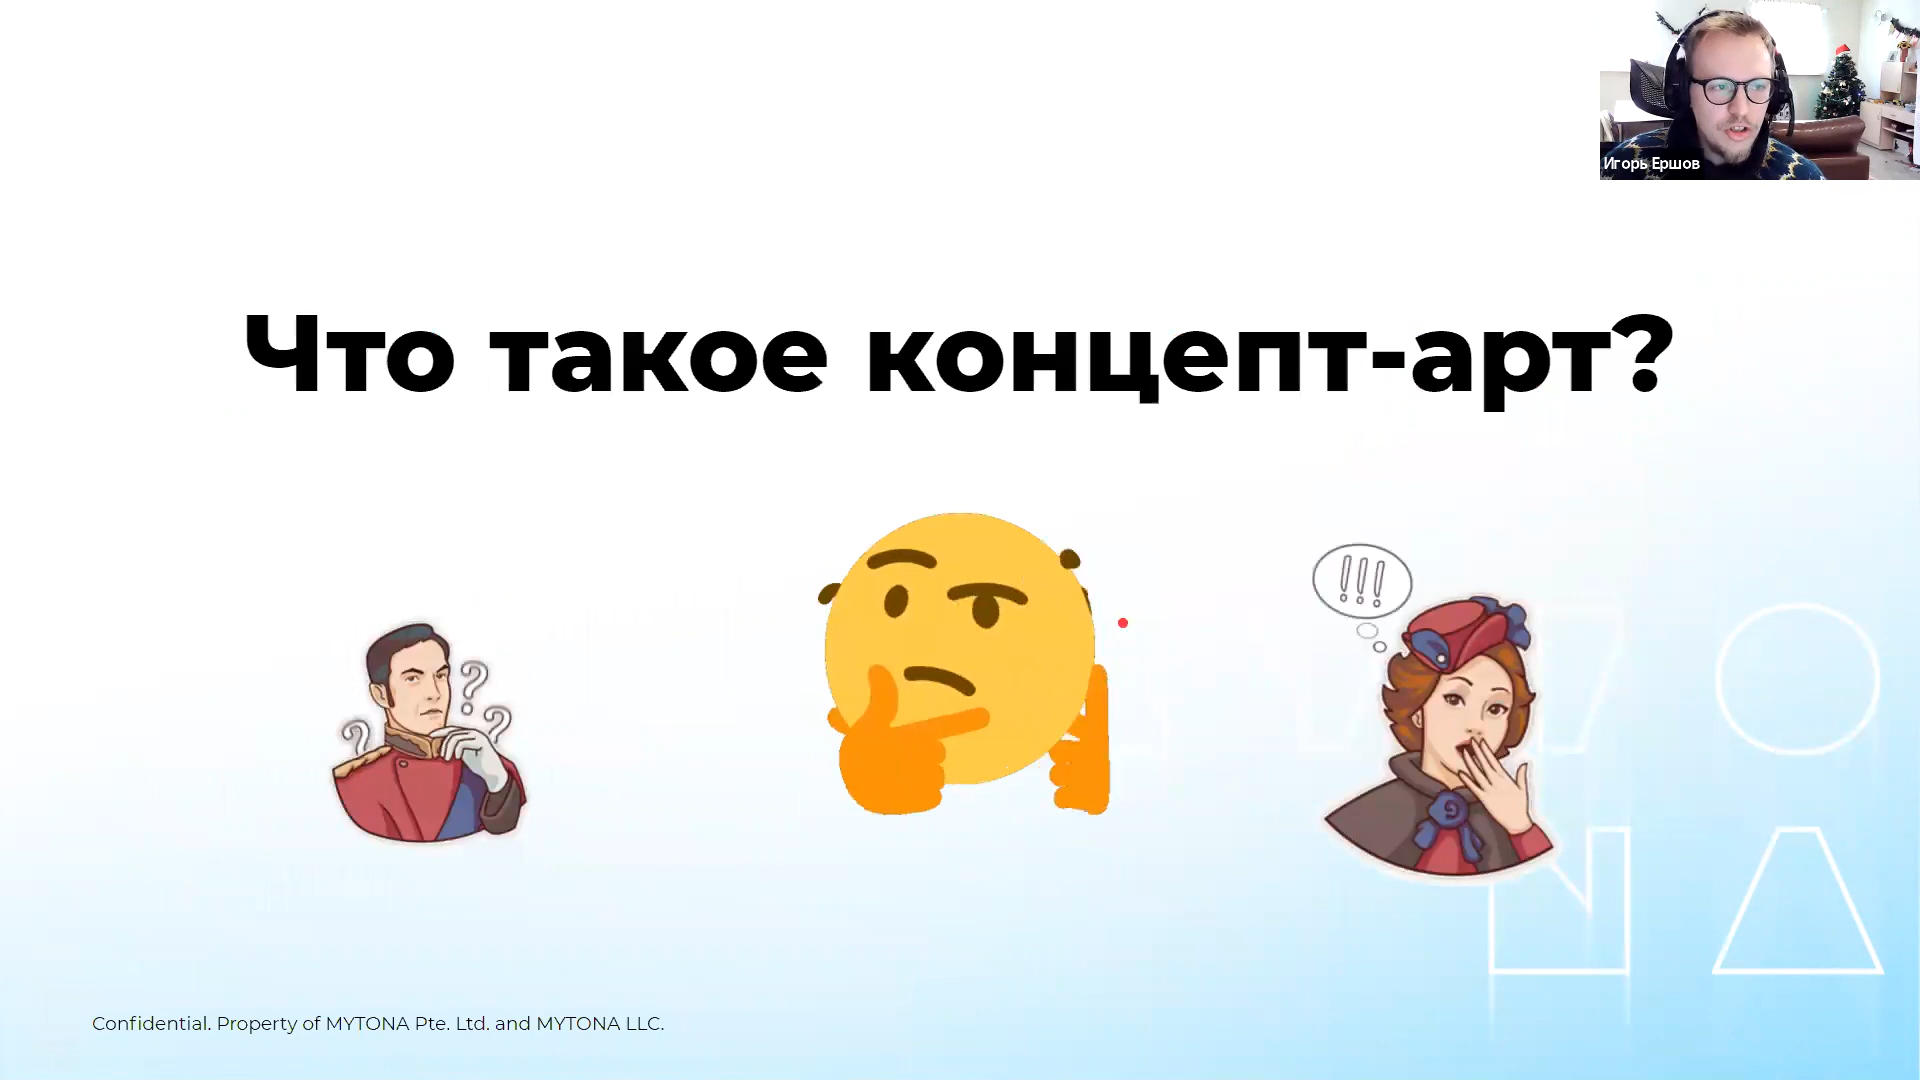 Игорь Ершов
Что такое концепт-арт?
!!!
?
?
?
Confidential. Property of MYTONA Pte. Ltd. and MYTONA LLC.